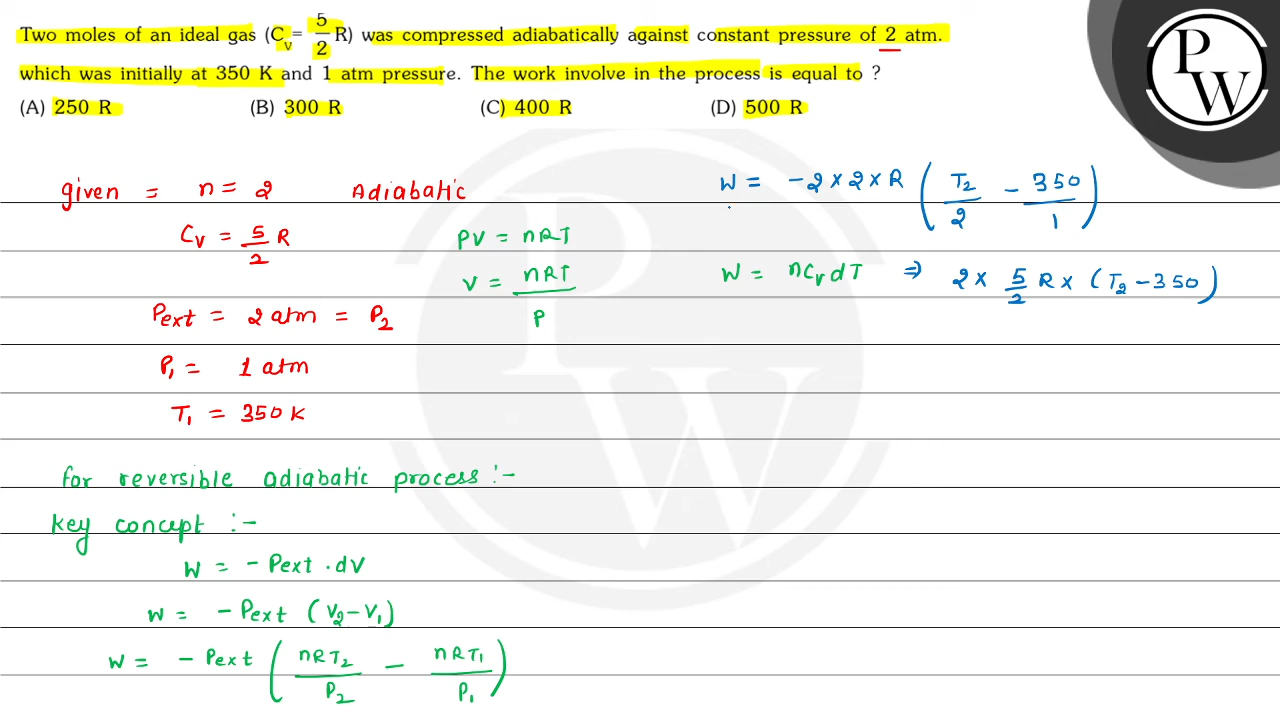 Two moles of an ideal gas (Cv = 5/2 R) was compressed adiabatically against constant pressure of 2 atm.
which was initially at 350 K and 1 atm pressure. The work involve in the process is equal to ?
(A) 250 R (B) 300 R (C) 400 R (D) 500 R
P
W
given = n = 2 Adiabatic
Cv = 5/2 R
Pext = 2 atm = P2
P1 = 1 atm
T1 = 350 K
PV = nRT
V = nRT/P
for reversible adiabatic process :-
key concept :-
W = - Pext . dV
W = - Pext (V2 - V1)
W = - Pext (nRT2/P2 - nRT1/P1)
W = -2 × 2 × R (T2/2 - 350/1)
W = nCvdT ⇒ 2 × 5/2 R × (T2 - 350)
P
W